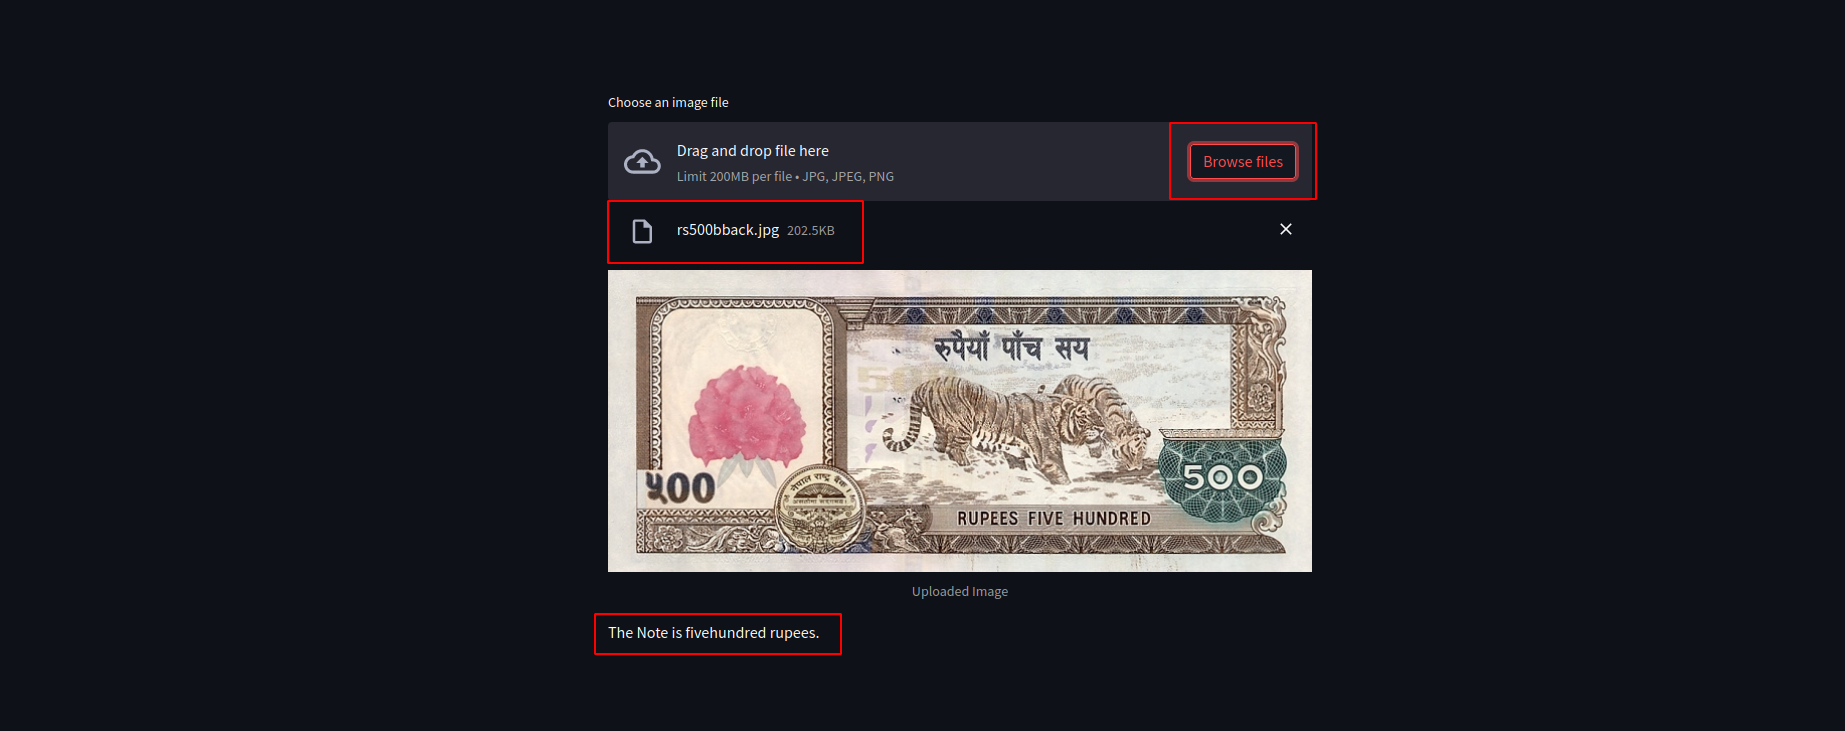 Choose an image file
Drag and drop file here
Limit 200MB per file • JPG, JPEG, PNG
Browse files
rs500bback.jpg 202.5KB
रुपैयाँ पाँच सय
५00
नेपाल राष्ट्र बैंक
500
RUPEES FIVE HUNDRED
Uploaded Image
The Note is fivehundred rupees.